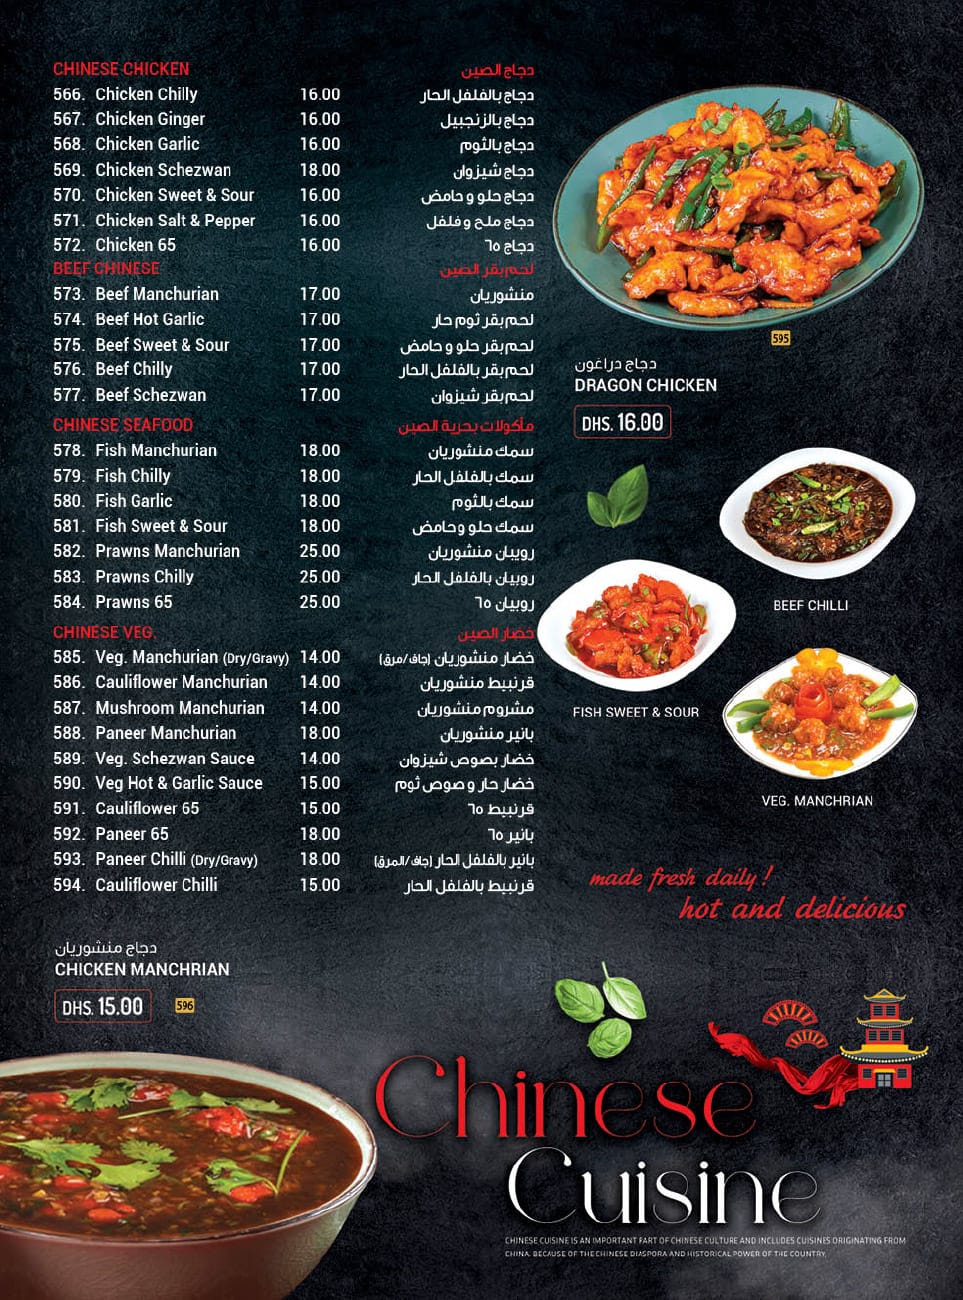 CHINESE CHICKEN دجاج الصين
566. Chicken Chilly 16.00 دجاج بالفلفل الحار
567. Chicken Ginger 16.00 دجاج بالزنجبيل
568. Chicken Garlic 16.00 دجاج بالثوم
569. Chicken Schezwan 18.00 دجاج شيزوان
570. Chicken Sweet & Sour 16.00 دجاج حلو و حامض
571. Chicken Salt & Pepper 16.00 دجاج ملح و فلفل
572. Chicken 65 16.00 دجاج ٦٥
BEEF CHINESE لحم بقر الصين
573. Beef Manchurian 17.00 منشوريان
574. Beef Hot Garlic 17.00 لحم بقر ثوم حار
575. Beef Sweet & Sour 17.00 لحم بقر حلو و حامض
576. Beef Chilly 17.00 لحم بقر بالفلفل الحار
577. Beef Schezwan 17.00 لحم بقر شيزوان
CHINESE SEAFOOD مأكولات بحرية الصين
578. Fish Manchurian 18.00 سمك منشوريان
579. Fish Chilly 18.00 سمك بالفلفل الحار
580. Fish Garlic 18.00 سمك بالثوم
581. Fish Sweet & Sour 18.00 سمك حلو و حامض
582. Prawns Manchurian 25.00 روبيان منشوريان
583. Prawns Chilly 25.00 روبيان بالفلفل الحار
584. Prawns 65 25.00 روبيان ٦٥
CHINESE VEG. خضار الصين
585. Veg. Manchurian (Dry/Gravy) 14.00 خضار منشوريان (جاف/مرق)
586. Cauliflower Manchurian 14.00 قرنبيط منشوريان
587. Mushroom Manchurian 14.00 مشروم منشوريان
588. Paneer Manchurian 18.00 بانير منشوريان
589. Veg. Schezwan Sauce 14.00 خضار بصوص شيزوان
590. Veg Hot & Garlic Sauce 15.00 خضار حار و صوص ثوم
591. Cauliflower 65 15.00 قرنبيط ٦٥
592. Paneer 65 18.00 بانير ٦٥
593. Paneer Chilli (Dry/Gravy) 18.00 بانير بالفلفل الحار (جاف/المرق)
594. Cauliflower Chilli 15.00 قرنبيط بالفلفل الحار
595
دجاج دراغون
DRAGON CHICKEN
DHS. 16.00
BEEF CHILLI
FISH SWEET & SOUR
VEG. MANCHRIAN
made fresh daily!
hot and delicious
دجاج منشوريان
CHICKEN MANCHRIAN
DHS. 15.00 596
Chinese
Cuisine
CHINESE CUISINE IS AN IMPORTANT PART OF CHINESE CULTURE AND INCLUDES CUISINES ORIGINATING FROM
CHINA. BECAUSE OF THE CHINESE DIASPORA AND HISTORICAL POWER OF THE COUNTRY,